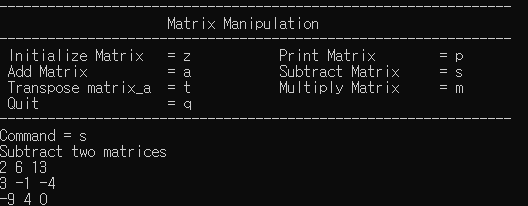 ----------------------------------------------------------------
Matrix Manipulation
----------------------------------------------------------------
Initialize Matrix = z Print Matrix = p
Add Matrix = a Subtract Matrix = s
Transpose matrix_a = t Multiply Matrix = m
Quit = q
----------------------------------------------------------------
Command = s
Subtract two matrices
2 6 13
3 -1 -4
-9 4 0